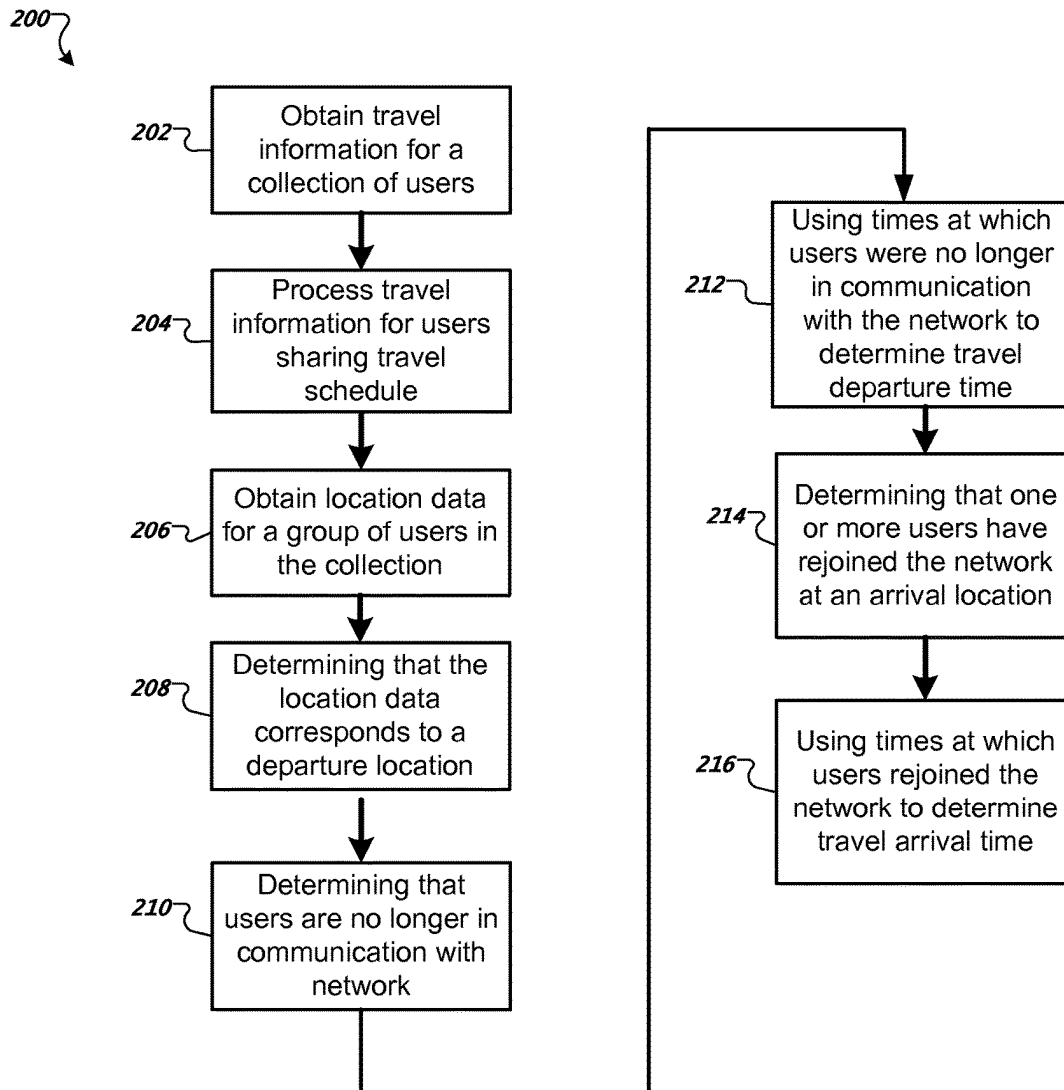 200
202
Obtain travel
information for a
collection of users
204
Process travel
information for users
sharing travel
schedule
206
Obtain location data
for a group of users in
the collection
208
Determining that the
location data
corresponds to a
departure location
210
Determining that
users are no longer in
communication with
network
212
Using times at which
users were no longer
in communication
with the network to
determine travel
departure time
214
Determining that one
or more users have
rejoined the network
at an arrival location
216
Using times at which
users rejoined the
network to determine
travel arrival time